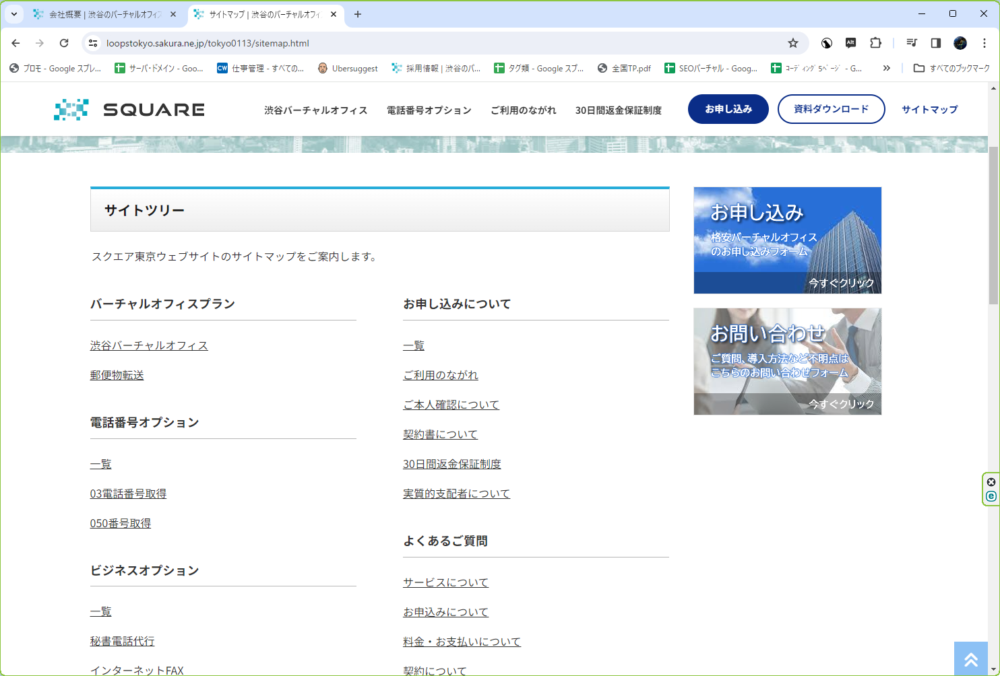 会社概要 | 渋谷のバーチャルオフィス
サイトマップ | 渋谷のバーチャルオフィ
loopstokyo.sakura.ne.jp/tokyo0113/sitemap.html
プロモ - Google スプレ...
サーバ・ドメイン - Goo...
CW 仕事管理 - すべての...
Ubersuggest
採用情報 | 渋谷のバ...
タグ類 - Google スプ...
全国TP.pdf
SEOバーチャル - Goog...
コーディング 5ページ - G...
すべてのブックマーク
SQUARE
渋谷バーチャルオフィス
電話番号オプション
ご利用のながれ
30日間返金保証制度
お申し込み
資料ダウンロード
サイトマップ
サイトツリー
スクエア東京ウェブサイトのサイトマップをご案内します。
バーチャルオフィスプラン
渋谷バーチャルオフィス
郵便物転送
電話番号オプション
一覧
03電話番号取得
050番号取得
ビジネスオプション
一覧
秘書電話代行
インターネットFAX
お申し込みについて
一覧
ご利用のながれ
ご本人確認について
契約書について
30日間返金保証制度
実質的支配者について
よくあるご質問
サービスについて
お申込みについて
料金・お支払いについて
契約について
お申し込み
格安バーチャルオフィス
のお申し込みフォーム
今すぐクリック
お問い合わせ
ご質問、導入方法など不明点は
こちらのお問い合わせフォーム
今すぐクリック